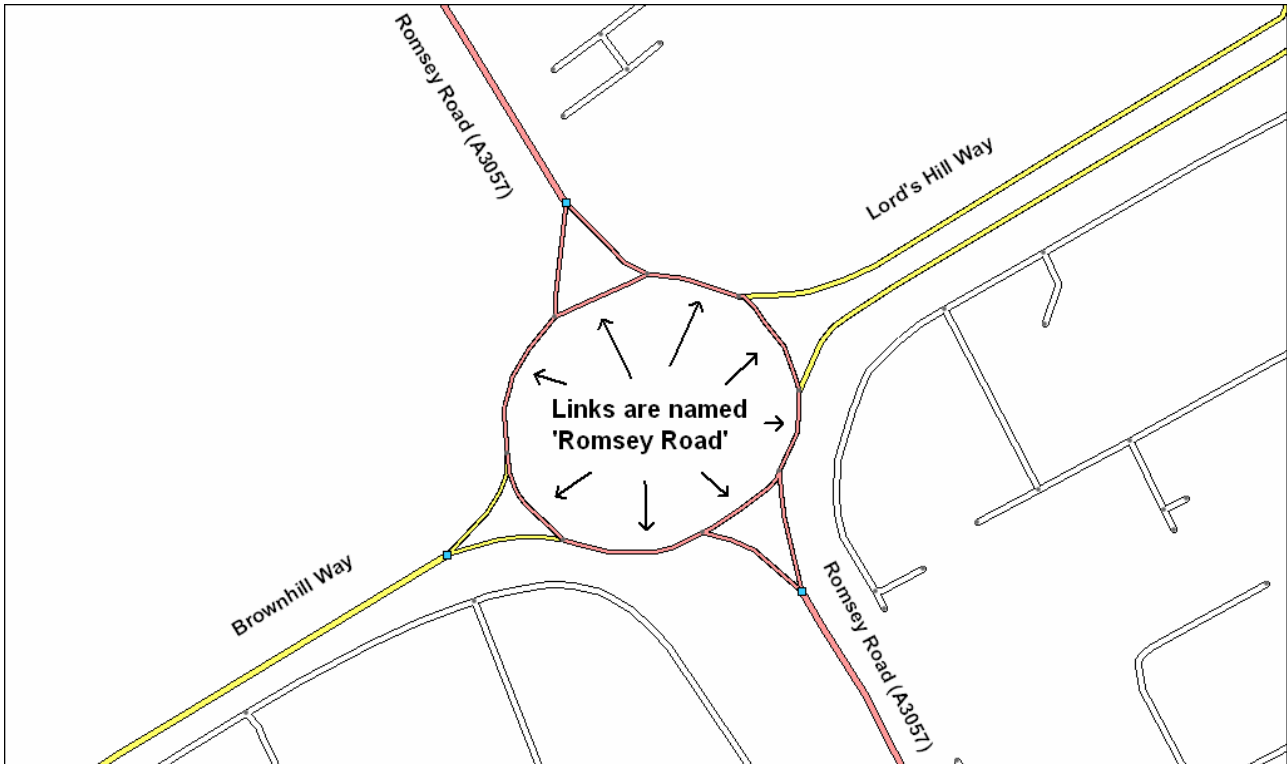 Romsey Road (A3057)
Lord's Hill Way
Links are named
'Romsey Road'
Brownhill Way
Romsey Road (A3057)